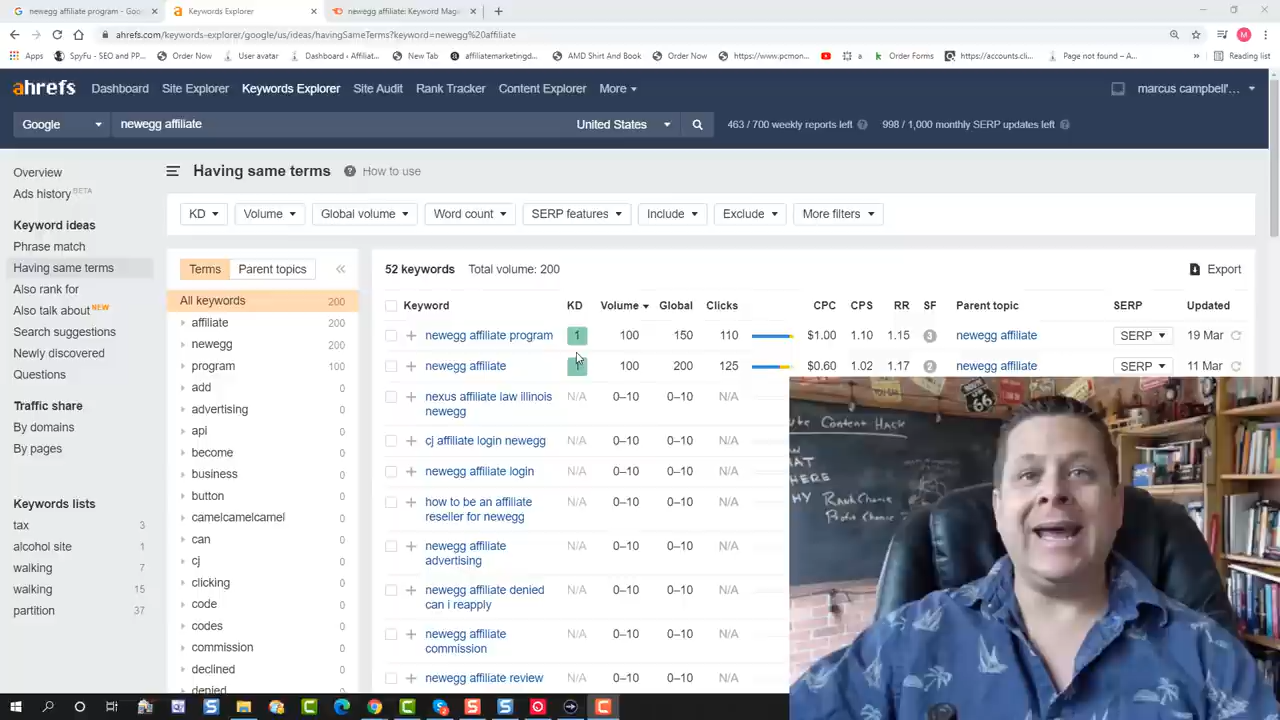 newegg affiliate program - Goog
Keywords Explorer
newegg affiliate: Keyword Magi
ahrefs.com/keywords-explorer/google/us/ideas/havingSameTerms?keyword=newegg%20affiliate
Apps
SpyFu - SEO and PP...
Order Now
User avatar
Dashboard ‹ Affiliat...
New Tab
affiliatemarketingd...
AMD Shirt And Book
Order Now
https://www.pcmon...
a
Order Forms
https://accounts.cli...
Page not found – A...
»
Reading list
ahrefs
Dashboard
Site Explorer
Keywords Explorer
Site Audit
Rank Tracker
Content Explorer
More
marcus campbell'...
Google
newegg affiliate
United States
463 / 700 weekly reports left
998 / 1,000 monthly SERP updates left
Overview
Ads history BETA
Keyword ideas
Phrase match
Having same terms
Also rank for
Also talk about NEW
Search suggestions
Newly discovered
Questions
Traffic share
By domains
By pages
Keywords lists
tax 3
alcohol site 1
walking 7
walking 15
partition 37
Having same terms
How to use
KD
Volume
Global volume
Word count
SERP features
Include
Exclude
More filters
Terms
Parent topics
All keywords 200
affiliate 200
newegg 200
program 100
add 0
advertising 0
api 0
become 0
business 0
button 0
camelcamelcamel 0
can 0
cj 0
clicking 0
code 0
codes 0
commission 0
declined 0
denied 0
52 keywords Total volume: 200
Export
Keyword KD Volume Global Clicks CPC CPS RR SF Parent topic SERP Updated
newegg affiliate program 1 100 150 110 $1.00 1.10 1.15 3 newegg affiliate SERP 19 Mar
newegg affiliate 1 100 200 125 $0.60 1.02 1.17 2 newegg affiliate SERP 11 Mar
nexus affiliate law illinois N/A 0–10 0–10 N/A
newegg
cj affiliate login newegg N/A 0–10 0–10 N/A
newegg affiliate login N/A 0–10 0–10 N/A
how to be an affiliate N/A 0–10 0–10 N/A
reseller for newegg
newegg affiliate N/A 0–10 0–10 N/A
advertising
newegg affiliate denied N/A 0–10 0–10 N/A
can i reapply
newegg affiliate N/A 0–10 0–10 N/A
commission
newegg affiliate review N/A 0–10 0–10 N/A
Content Hack
Rank Chance
Profit Chance
66